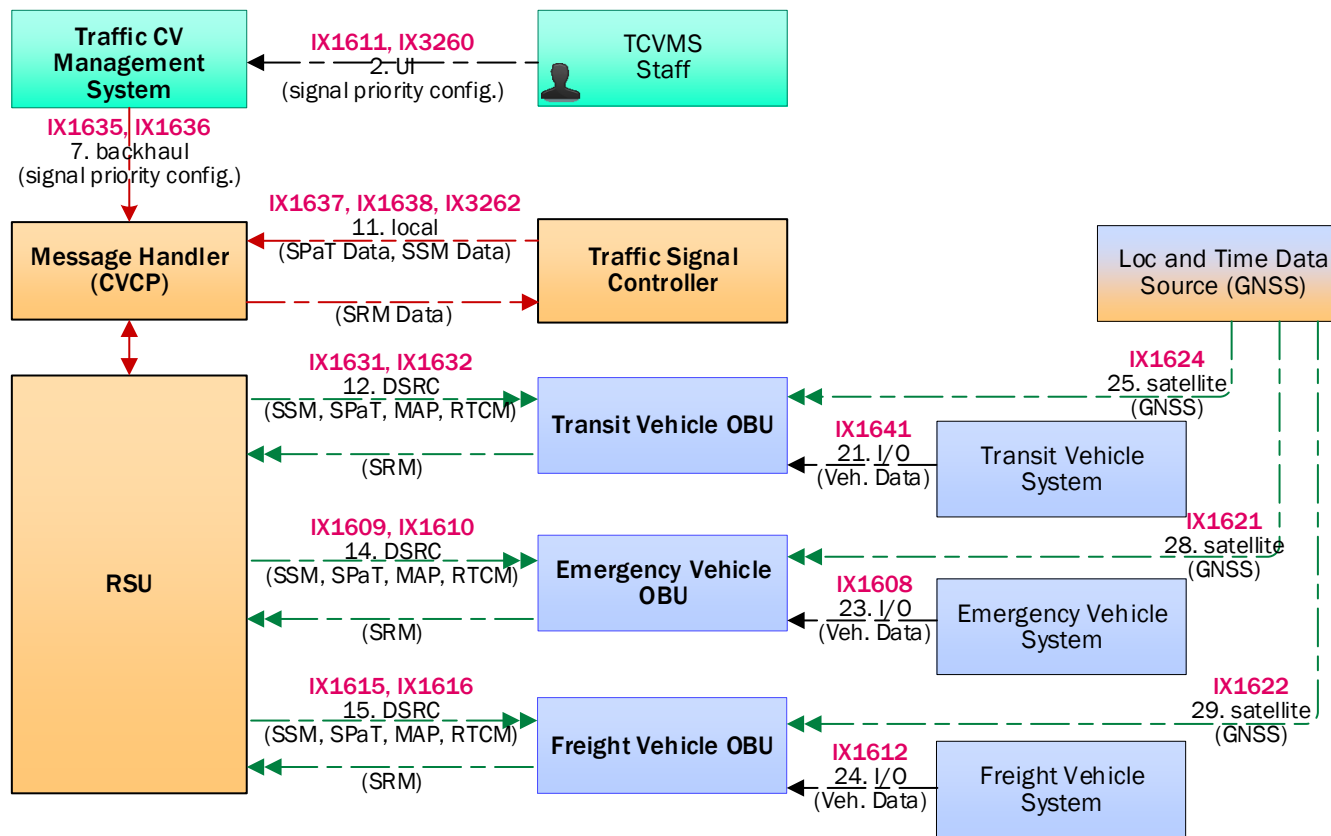 Traffic CV
Management
System
IX1611, IX3260
2. UI
(signal priority config.)
TCVMS
Staff
IX1635, IX1636
7. backhaul
(signal priority config.)
IX1637, IX1638, IX3262
11. local
(SPaT Data, SSM Data)
Message Handler
(CVCP)
Traffic Signal
Controller
(SRM Data)
Loc and Time Data
Source (GNSS)
IX1631, IX1632
12. DSRC
(SSM, SPaT, MAP, RTCM)
(SRM)
Transit Vehicle OBU
IX1624
25. satellite
(GNSS)
IX1641
21. I/O
(Veh. Data)
Transit Vehicle
System
RSU
IX1609, IX1610
14. DSRC
(SSM, SPaT, MAP, RTCM)
(SRM)
Emergency Vehicle
OBU
IX1621
28. satellite
(GNSS)
IX1608
23. I/O
(Veh. Data)
Emergency Vehicle
System
IX1615, IX1616
15. DSRC
(SSM, SPaT, MAP, RTCM)
(SRM)
Freight Vehicle OBU
IX1622
29. satellite
(GNSS)
IX1612
24. I/O
(Veh. Data)
Freight Vehicle
System